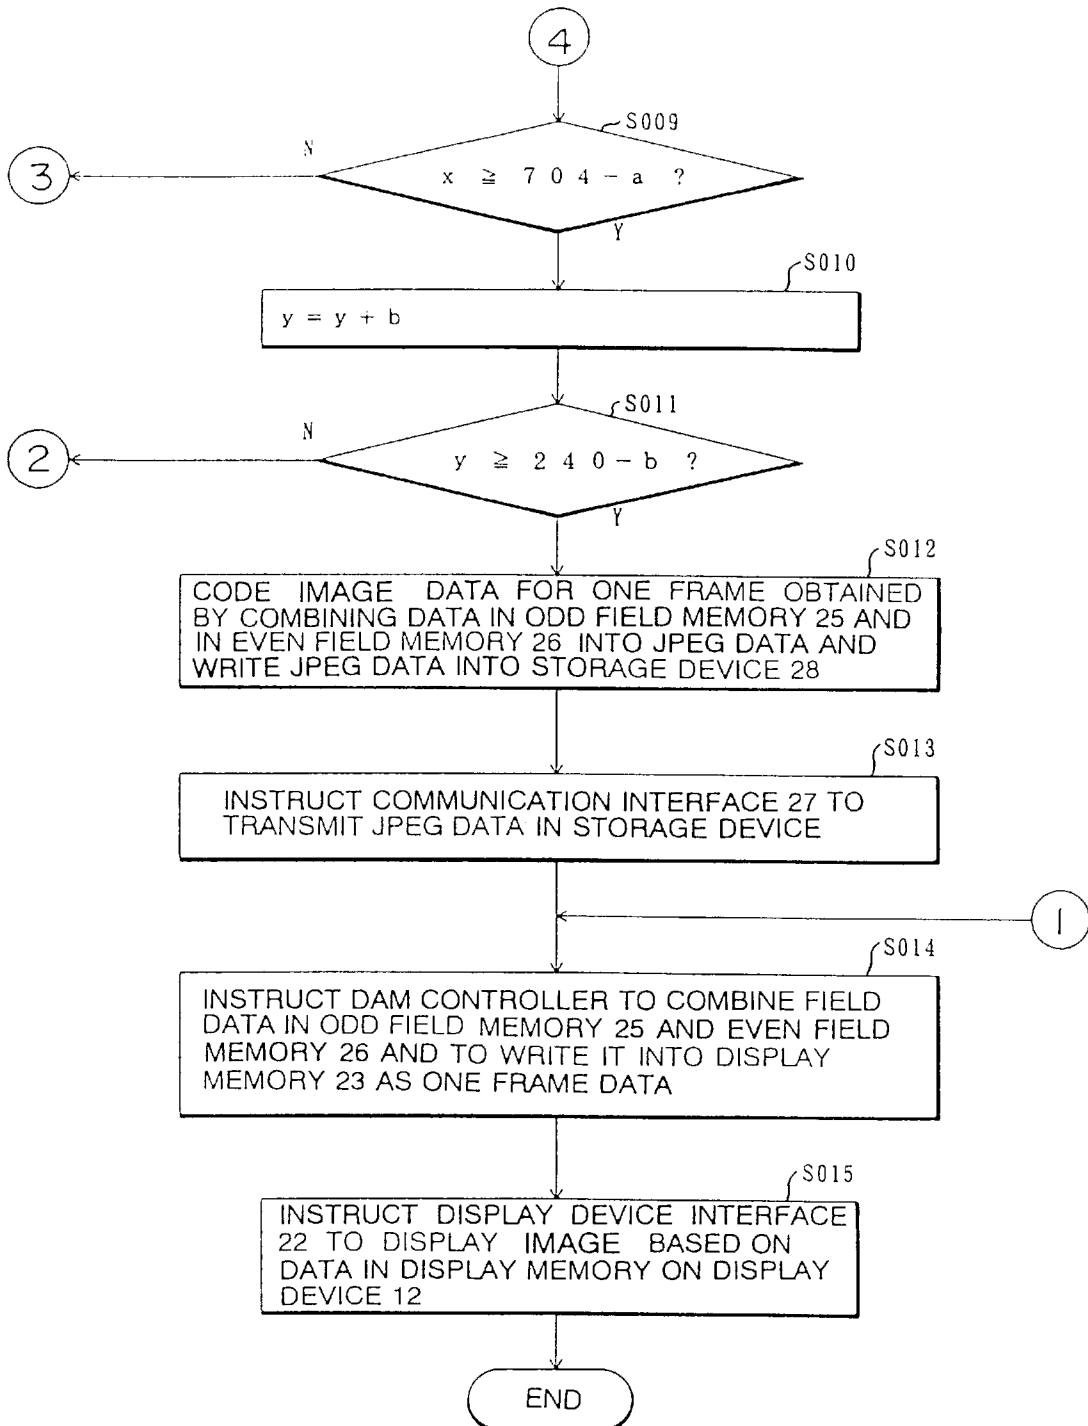 4
S009
N
3
x ≧ 704-a ?
Y
S010
y = y + b
S011
N
2
y ≧ 240-b ?
Y
S012
CODE IMAGE DATA FOR ONE FRAME OBTAINED
BY COMBINING DATA IN ODD FIELD MEMORY 25 AND
IN EVEN FIELD MEMORY 26 INTO JPEG DATA AND
WRITE JPEG DATA INTO STORAGE DEVICE 28
S013
INSTRUCT COMMUNICATION INTERFACE 27 TO
TRANSMIT JPEG DATA IN STORAGE DEVICE
1
S014
INSTRUCT DAM CONTROLLER TO COMBINE FIELD
DATA IN ODD FIELD MEMORY 25 AND EVEN FIELD
MEMORY 26 AND TO WRITE IT INTO DISPLAY
MEMORY 23 AS ONE FRAME DATA
S015
INSTRUCT DISPLAY DEVICE INTERFACE
22 TO DISPLAY IMAGE BASED ON
DATA IN DISPLAY MEMORY ON DISPLAY
DEVICE 12
END